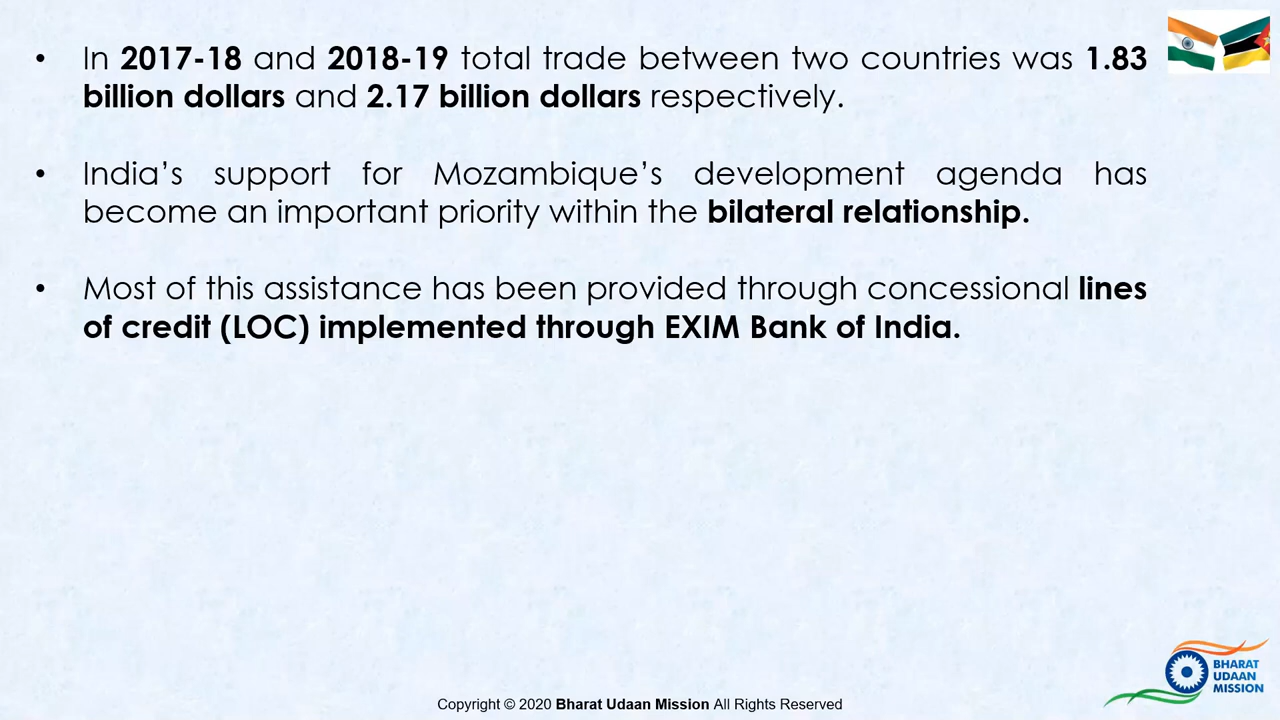 • In 2017-18 and 2018-19 total trade between two countries was 1.83
billion dollars and 2.17 billion dollars respectively.
• India’s support for Mozambique’s development agenda has
become an important priority within the bilateral relationship.
• Most of this assistance has been provided through concessional lines
of credit (LOC) implemented through EXIM Bank of India.
BHARAT
UDAAN
MISSION
Copyright © 2020 Bharat Udaan Mission All Rights Reserved